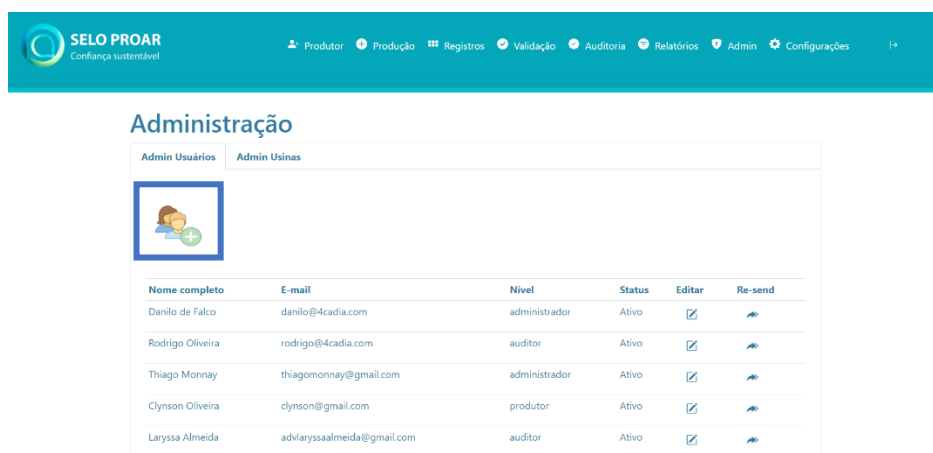 SELO PROAR
Confiança sustentável
Produtor Produção Registros Validação Auditoria Relatórios Admin Configurações
Administração
Admin Usuários Admin Usinas
Nome completo E-mail Nível Status Editar Re-send
Danilo de Falco danilo@4cadia.com administrador Ativo
Rodrigo Oliveira rodrigo@4cadia.com auditor Ativo
Thiago Monnay thiagomonnay@gmail.com administrador Ativo
Clynson Oliveira clynson@gmail.com produtor Ativo
Laryssa Almeida advlaryssaalmeida@gmail.com auditor Ativo